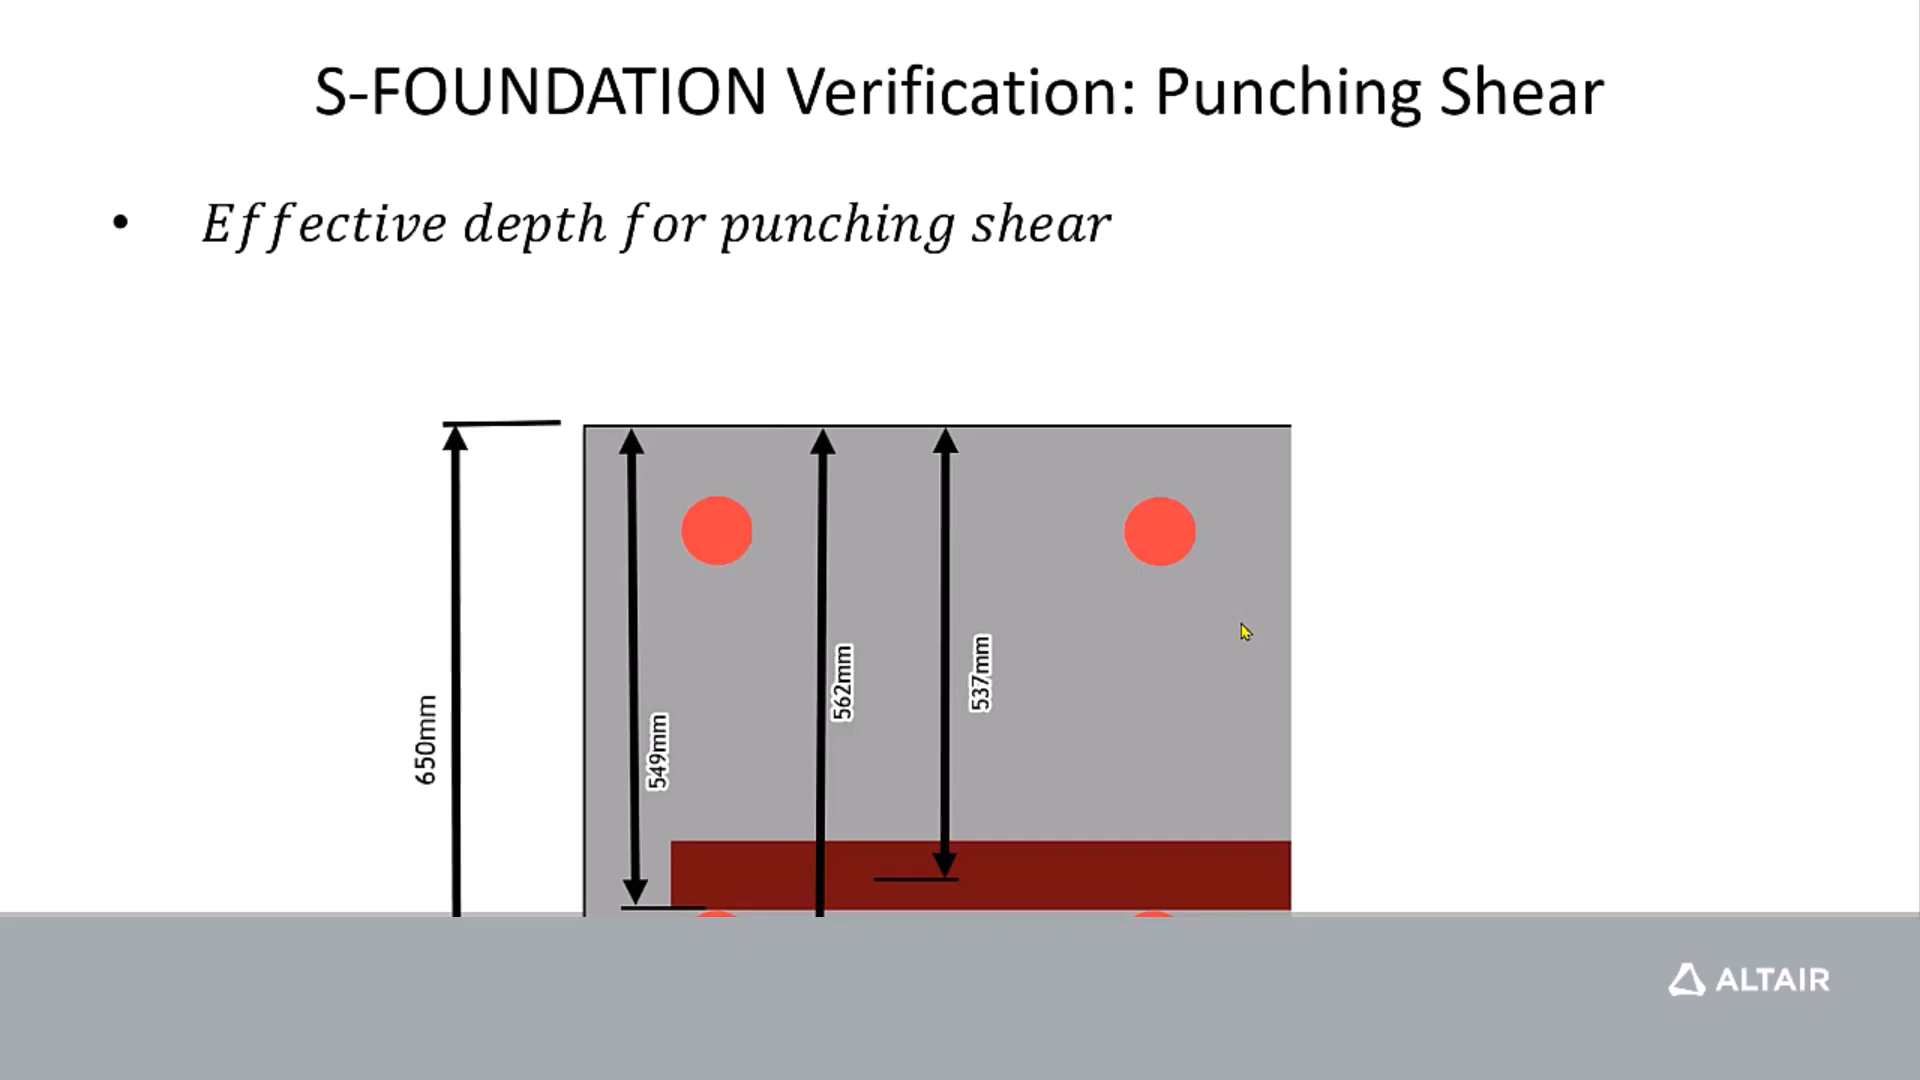 S-FOUNDATION Verification: Punching Shear
• Effective depth for punching shear
650mm
549mm
562mm
537mm
ALTAIR